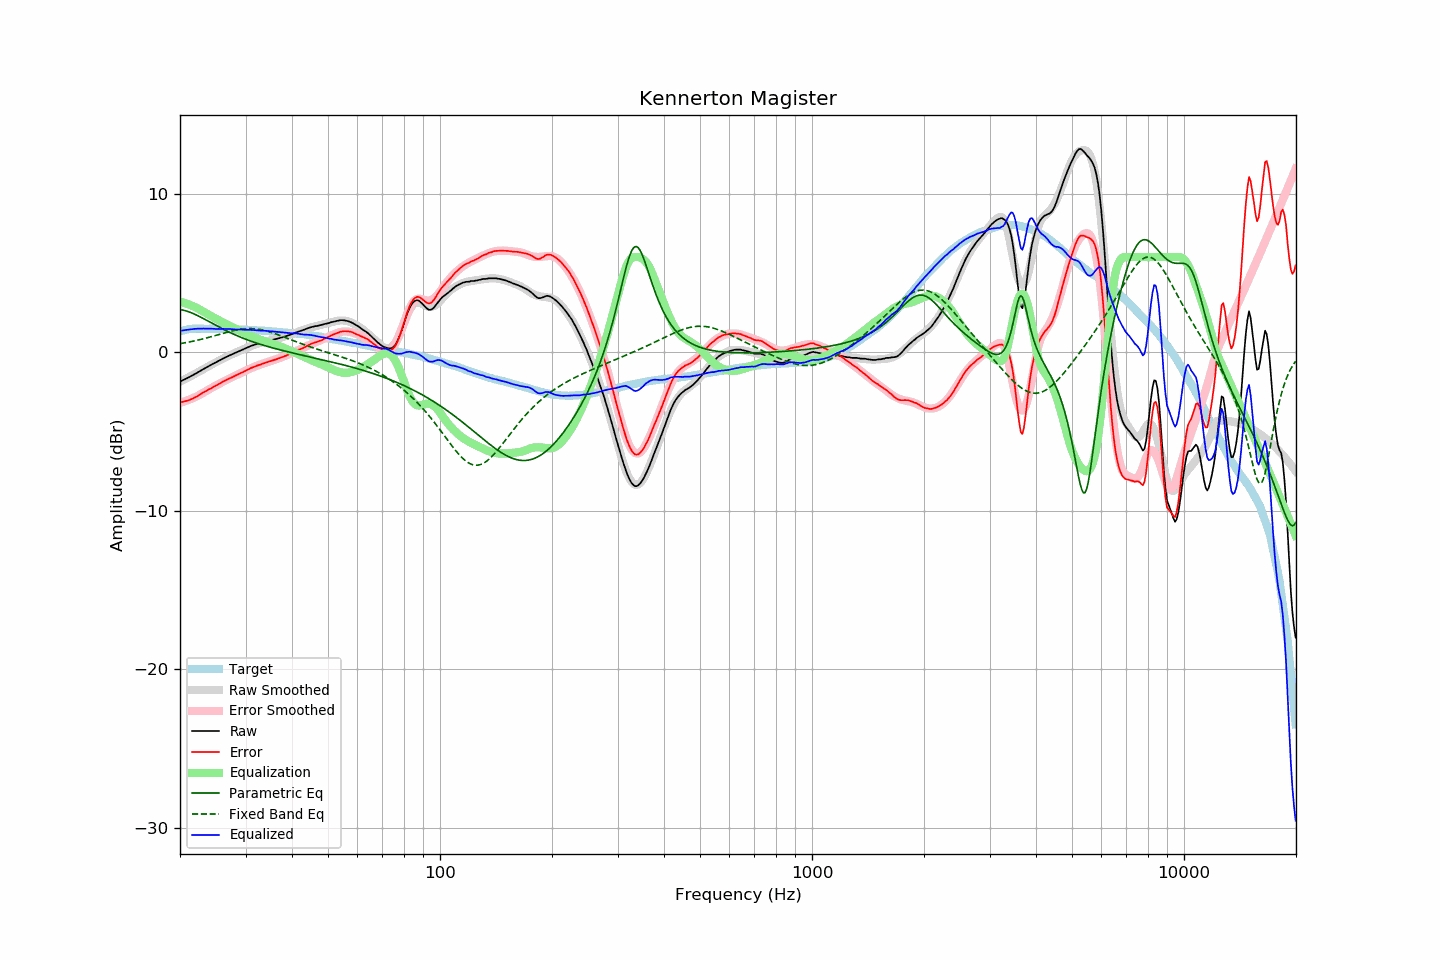 Kennerton Magister
10
0
−10
−20
−30
Amplitude (dBr)
Target
Raw Smoothed
Error Smoothed
Raw
Error
Equalization
Parametric Eq
Fixed Band Eq
Equalized
100
1000
10000
Frequency (Hz)